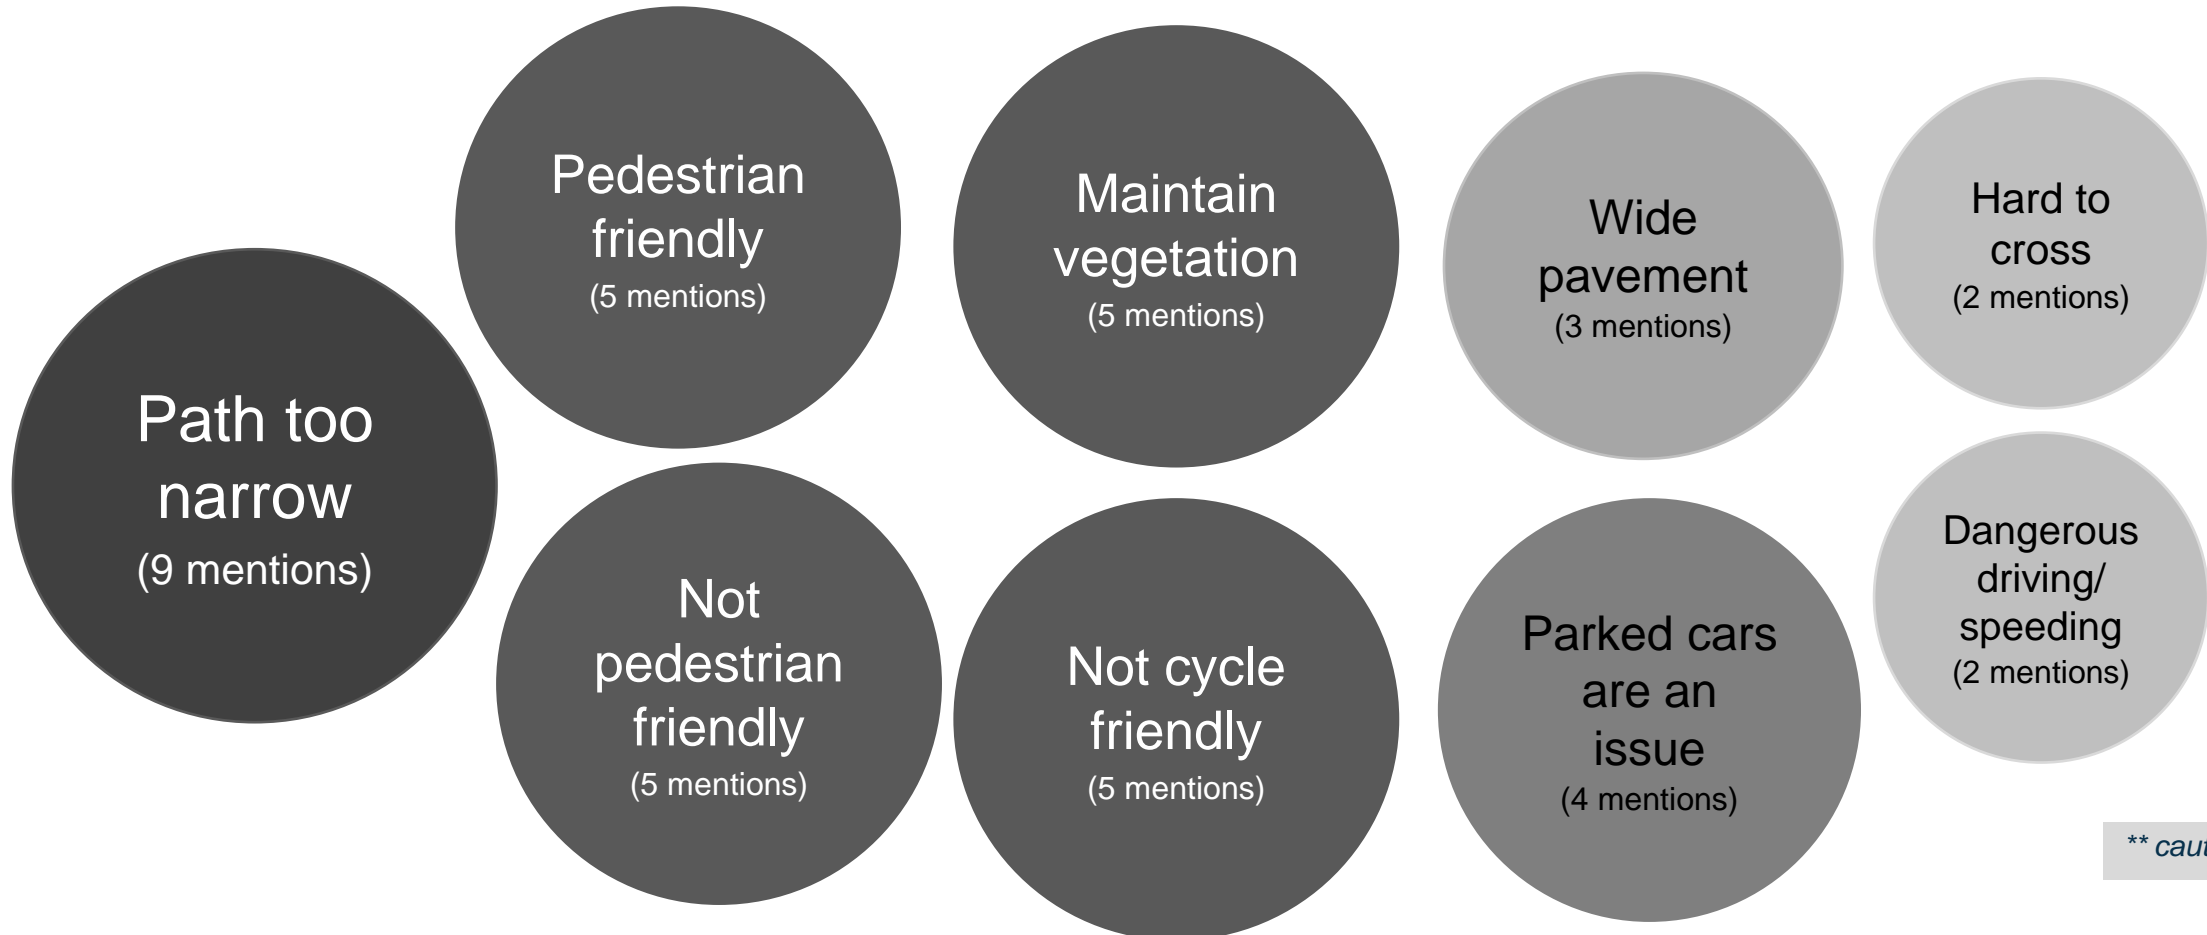 Path too
narrow
(9 mentions)
Pedestrian
friendly
(5 mentions)
Not
pedestrian
friendly
(5 mentions)
Maintain
vegetation
(5 mentions)
Not cycle
friendly
(5 mentions)
Wide
pavement
(3 mentions)
Parked cars
are an
issue
(4 mentions)
Hard to
cross
(2 mentions)
Dangerous
driving/
speeding
(2 mentions)
**